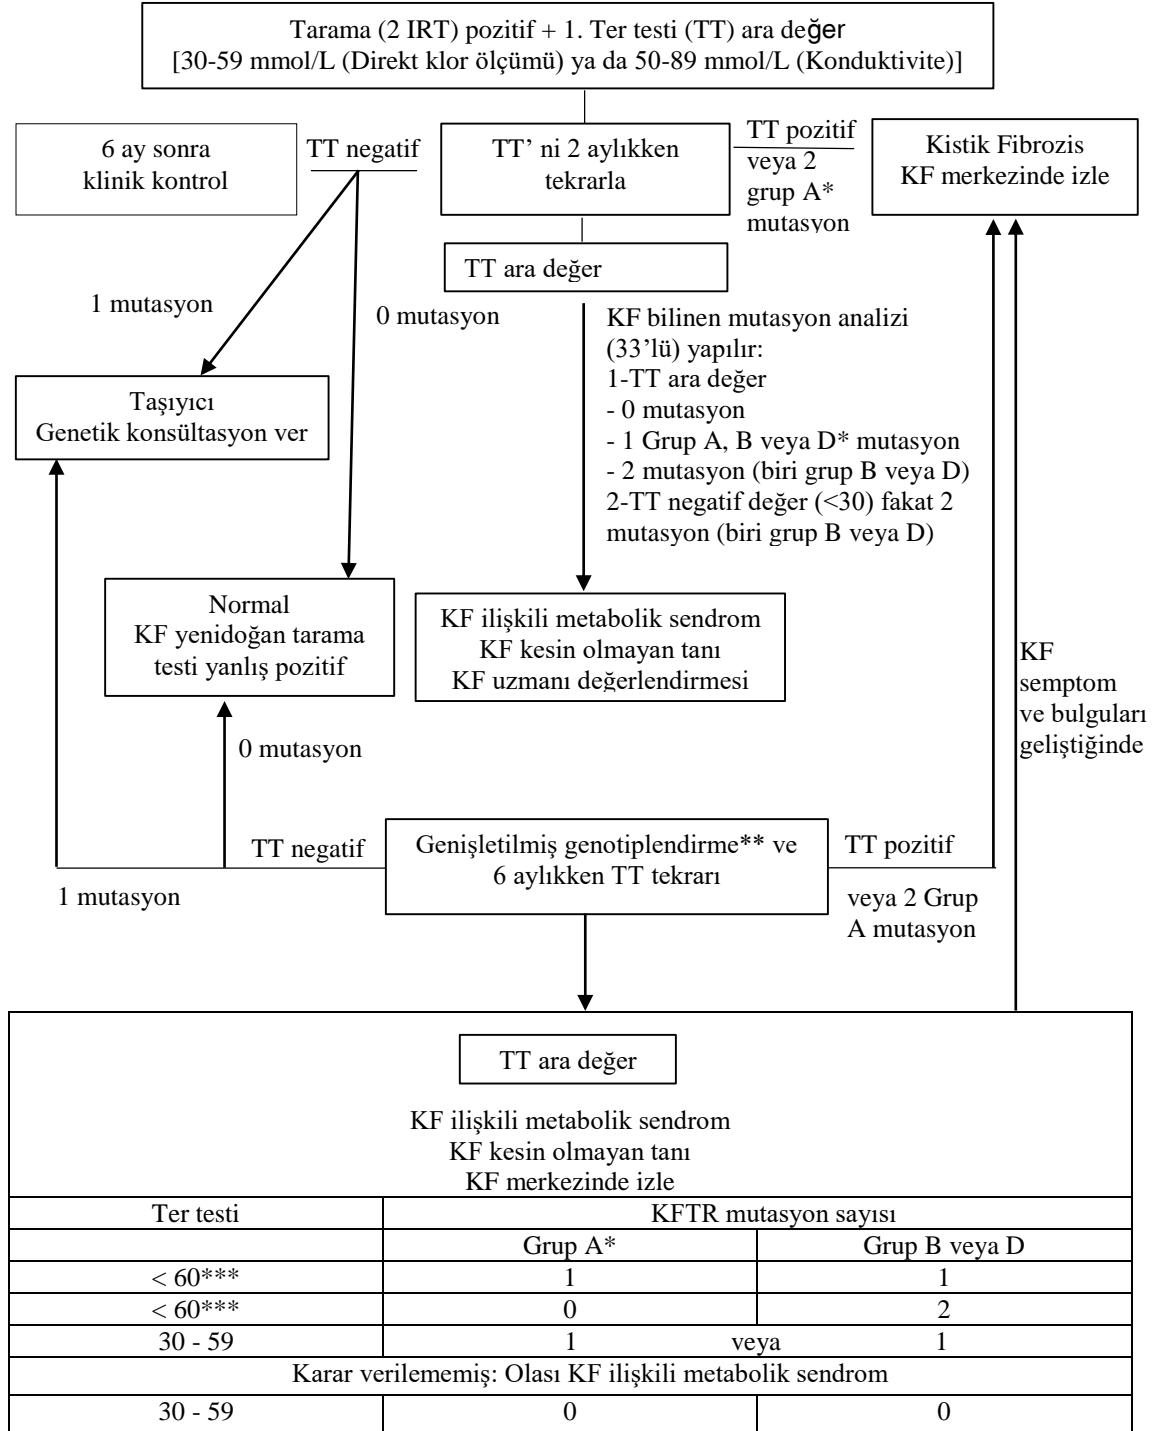 Tarama (2 IRT) pozitif + 1. Ter testi (TT) ara değer
[30-59 mmol/L (Direkt klor ölçümü) ya da 50-89 mmol/L (Konduktivite)]
6 ay sonra
klinik kontrol
TT negatif
TT' ni 2 aylıkken
tekrarla
TT pozitif
veya 2
grup A*
mutasyon
Kistik Fibrozis
KF merkezinde izle
TT ara değer
1 mutasyon
0 mutasyon
KF bilinen mutasyon analizi
(33'lü) yapılır:
1-TT ara değer
- 0 mutasyon
- 1 Grup A, B veya D* mutasyon
- 2 mutasyon (biri grup B veya D)
2-TT negatif değer (<30) fakat 2
mutasyon (biri grup B veya D)
Taşıyıcı
Genetik konsültasyon ver
Normal
KF yenidoğan tarama
testi yanlış pozitif
KF ilişkili metabolik sendrom
KF kesin olmayan tanı
KF uzmanı değerlendirmesi
KF
semptom
ve bulguları
geliştiğinde
0 mutasyon
TT negatif
1 mutasyon
Genişletilmiş genotiplendirme** ve
6 aylıkken TT tekrarı
TT pozitif
veya 2 Grup
A mutasyon
TT ara değer
KF ilişkili metabolik sendrom
KF kesin olmayan tanı
KF merkezinde izle
Ter testi KFTR mutasyon sayısı
Grup A* Grup B veya D
< 60*** 1 1
< 60*** 0 2
30 - 59 1 veya 1
Karar verilememiş: Olası KF ilişkili metabolik sendrom
30 - 59 0 0